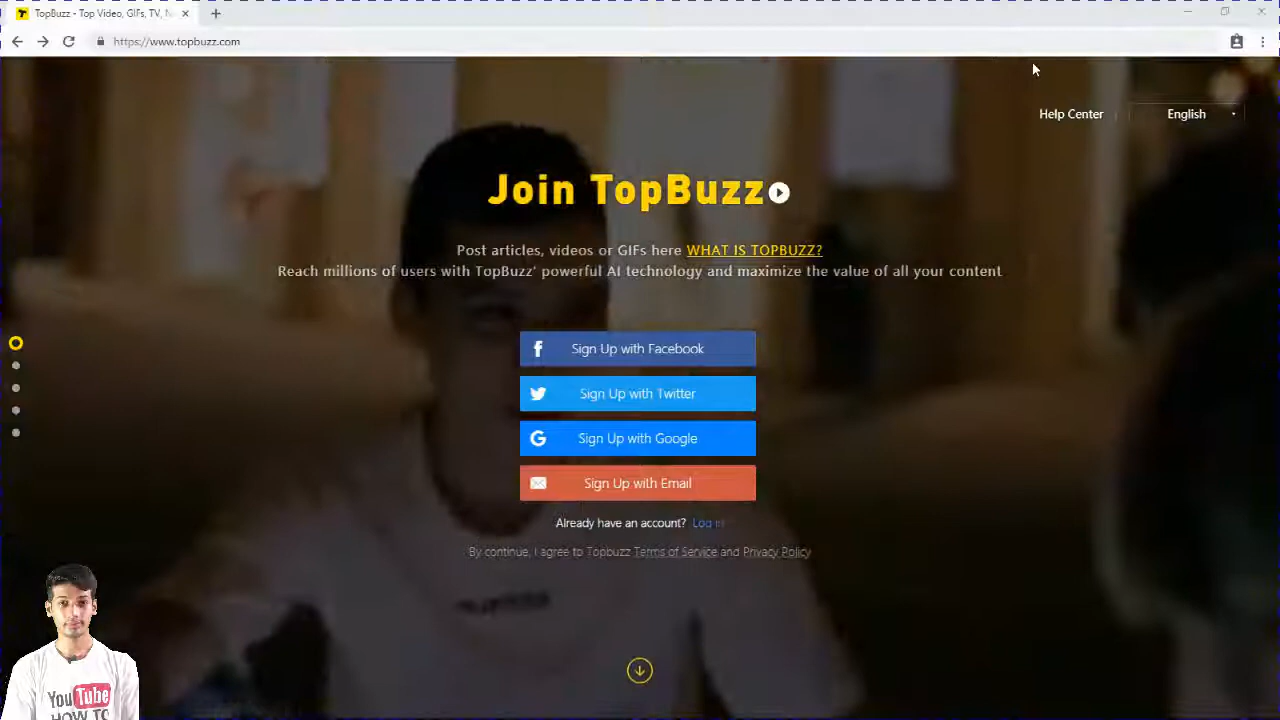 TopBuzz - Top Video, GIFs, TV, N
https://www.topbuzz.com
Help Center
English
Join TopBuzz
Post articles, videos or GIFs here WHAT IS TOPBUZZ?
Reach millions of users with TopBuzz' powerful AI technology and maximize the value of all your content
Sign Up with Facebook
Sign Up with Twitter
Sign Up with Google
Sign Up with Email
Already have an account? Log in
By continue, I agree to Topbuzz Terms of Service and Privacy Policy
YouTube
HOW TO